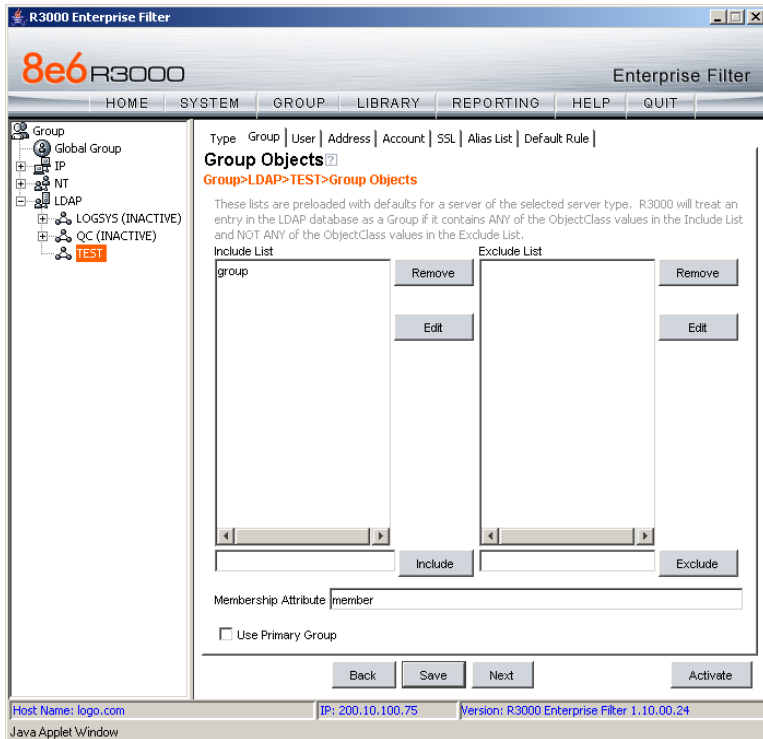 R3000 Enterprise Filter
8e6 R3000
Enterprise Filter
HOME SYSTEM GROUP LIBRARY REPORTING HELP QUIT
Group
Global Group
IP
NT
LDAP
LOGSYS (INACTIVE)
QC (INACTIVE)
TEST
Type Group User Address Account SSL Alias List Default Rule
Group Objects ?
Group>LDAP>TEST>Group Objects
These lists are preloaded with defaults for a server of the selected server type. R3000 will treat an
entry in the LDAP database as a Group if it contains ANY of the ObjectClass values in the Include List
and NOT ANY of the ObjectClass values in the Exclude List.
Include List Exclude List
group
Remove Remove
Edit Edit
Include Exclude
Membership Attribute member
Use Primary Group
Back Save Next Activate
Host Name: logo.com IP: 200.10.100.75 Version: R3000 Enterprise Filter 1.10.00.24
Java Applet Window